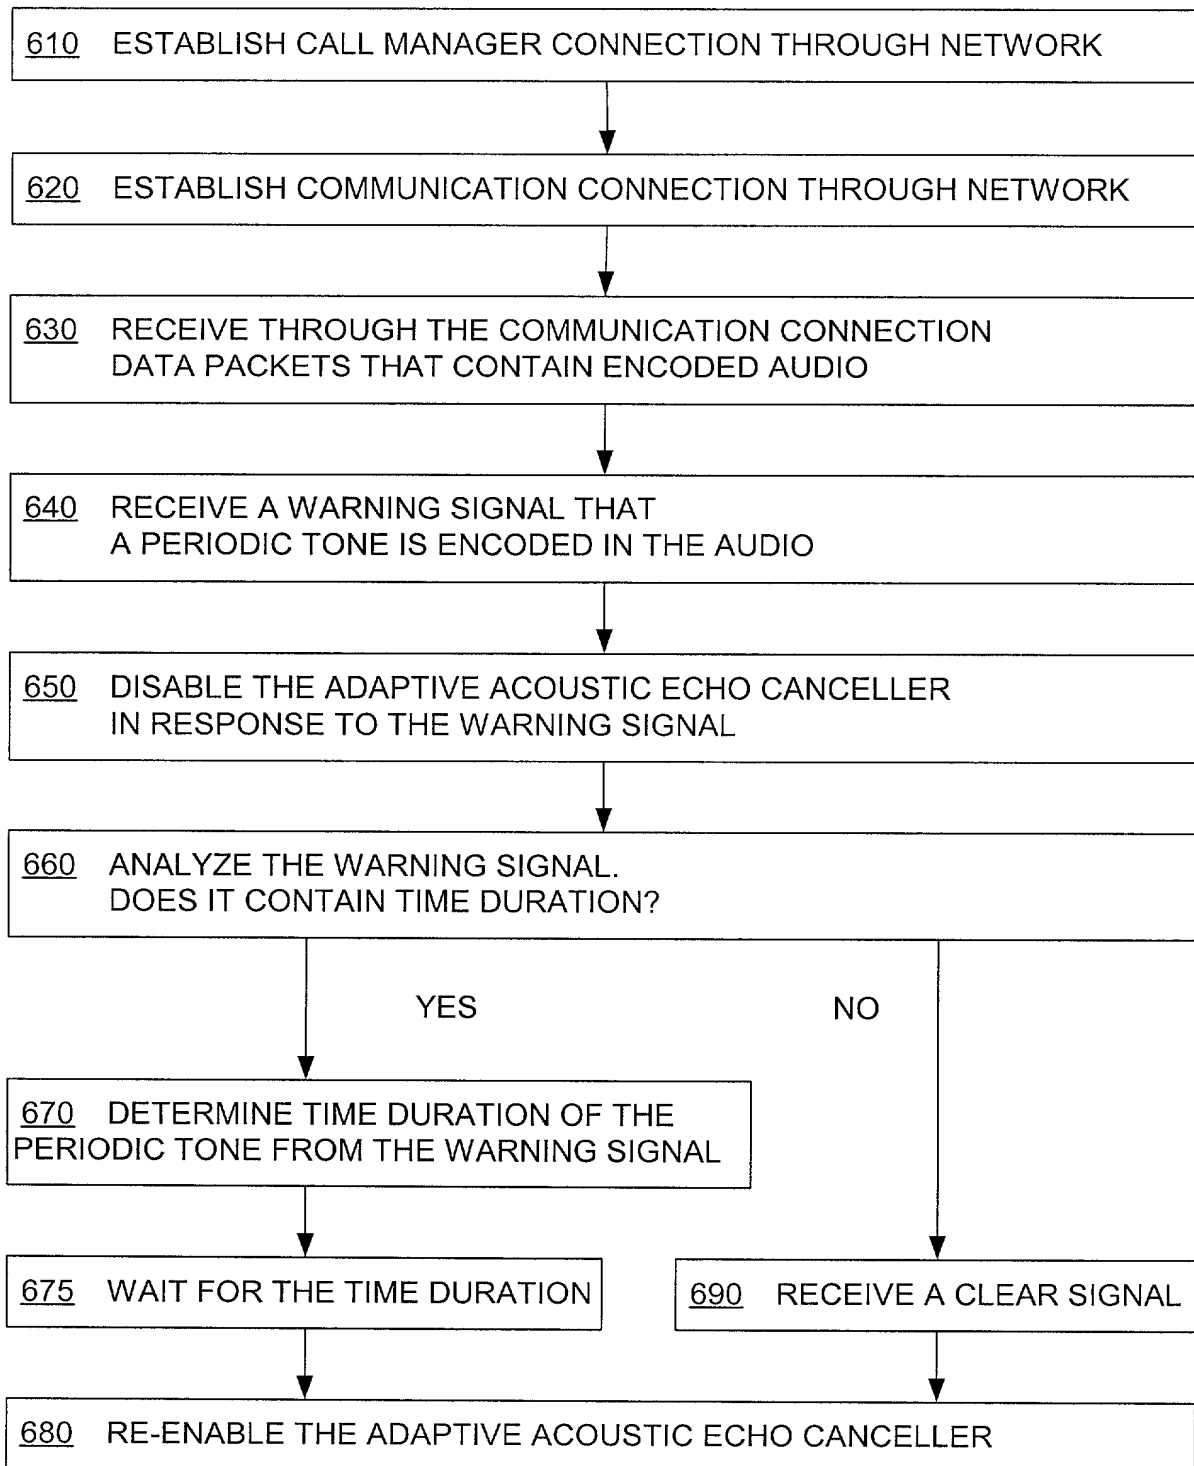 610 ESTABLISH CALL MANAGER CONNECTION THROUGH NETWORK
620 ESTABLISH COMMUNICATION CONNECTION THROUGH NETWORK
630 RECEIVE THROUGH THE COMMUNICATION CONNECTION
DATA PACKETS THAT CONTAIN ENCODED AUDIO
640 RECEIVE A WARNING SIGNAL THAT
A PERIODIC TONE IS ENCODED IN THE AUDIO
650 DISABLE THE ADAPTIVE ACOUSTIC ECHO CANCELLER
IN RESPONSE TO THE WARNING SIGNAL
660 ANALYZE THE WARNING SIGNAL.
DOES IT CONTAIN TIME DURATION?
YES
NO
670 DETERMINE TIME DURATION OF THE
PERIODIC TONE FROM THE WARNING SIGNAL
675 WAIT FOR THE TIME DURATION
690 RECEIVE A CLEAR SIGNAL
680 RE-ENABLE THE ADAPTIVE ACOUSTIC ECHO CANCELLER